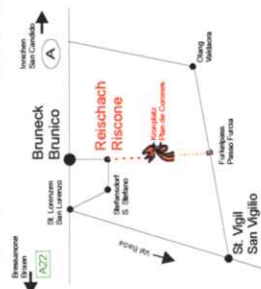 Innichen
San Candido
A
Bruneck
Brunico
Reischach
Riscone
Kronplatz
Plan de Corones
Olang
Valdaora
Furkelpass
Passo Furcia
St. Lorenzen
San Lorenzo
Stefansdorf
S. Stefano
Val Badia
St. Vigil
San Vigilio
Bressanone
Brixen
A22